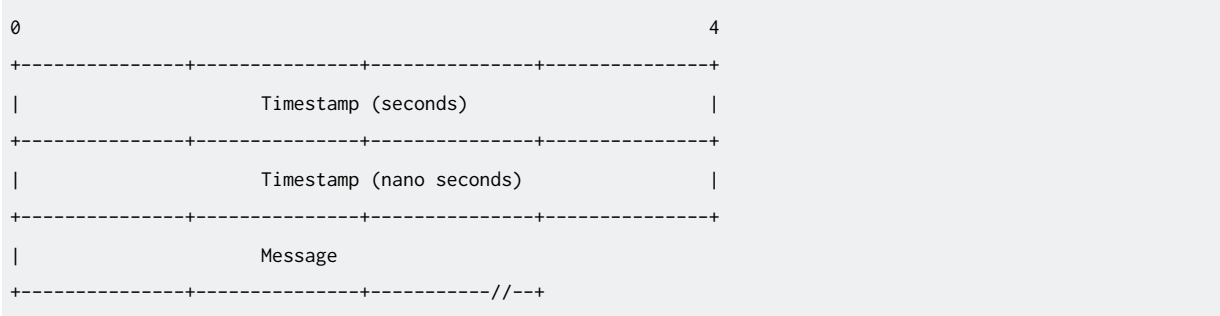 0                                                               4
+---------------+---------------+---------------+---------------+
|                      Timestamp (seconds)                      |
+---------------+---------------+---------------+---------------+
|                      Timestamp (nano seconds)                 |
+---------------+---------------+---------------+---------------+
|                      Message
+---------------+---------------+-----------//--+